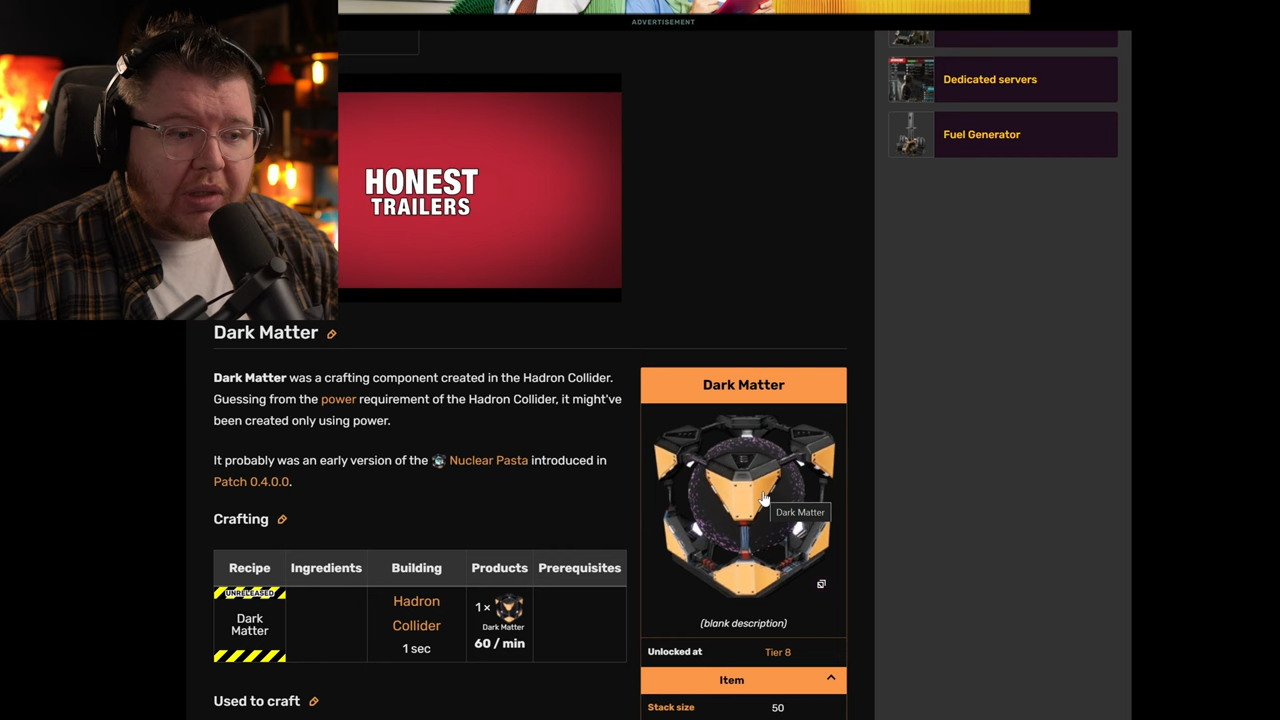 ADVERTISEMENT
Dedicated servers
Fuel Generator
HONEST
TRAILERS
Dark Matter
Dark Matter was a crafting component created in the Hadron Collider.
Guessing from the power requirement of the Hadron Collider, it might've
been created only using power.
It probably was an early version of the Nuclear Pasta introduced in
Patch 0.4.0.0.
Crafting
Recipe Ingredients Building Products Prerequisites
UNRELEASED
Dark
Matter
Hadron
Collider
1 sec
1 ×
Dark Matter
60 / min
Used to craft
Dark Matter
Dark Matter
(blank description)
Unlocked at Tier 8
Item
Stack size 50